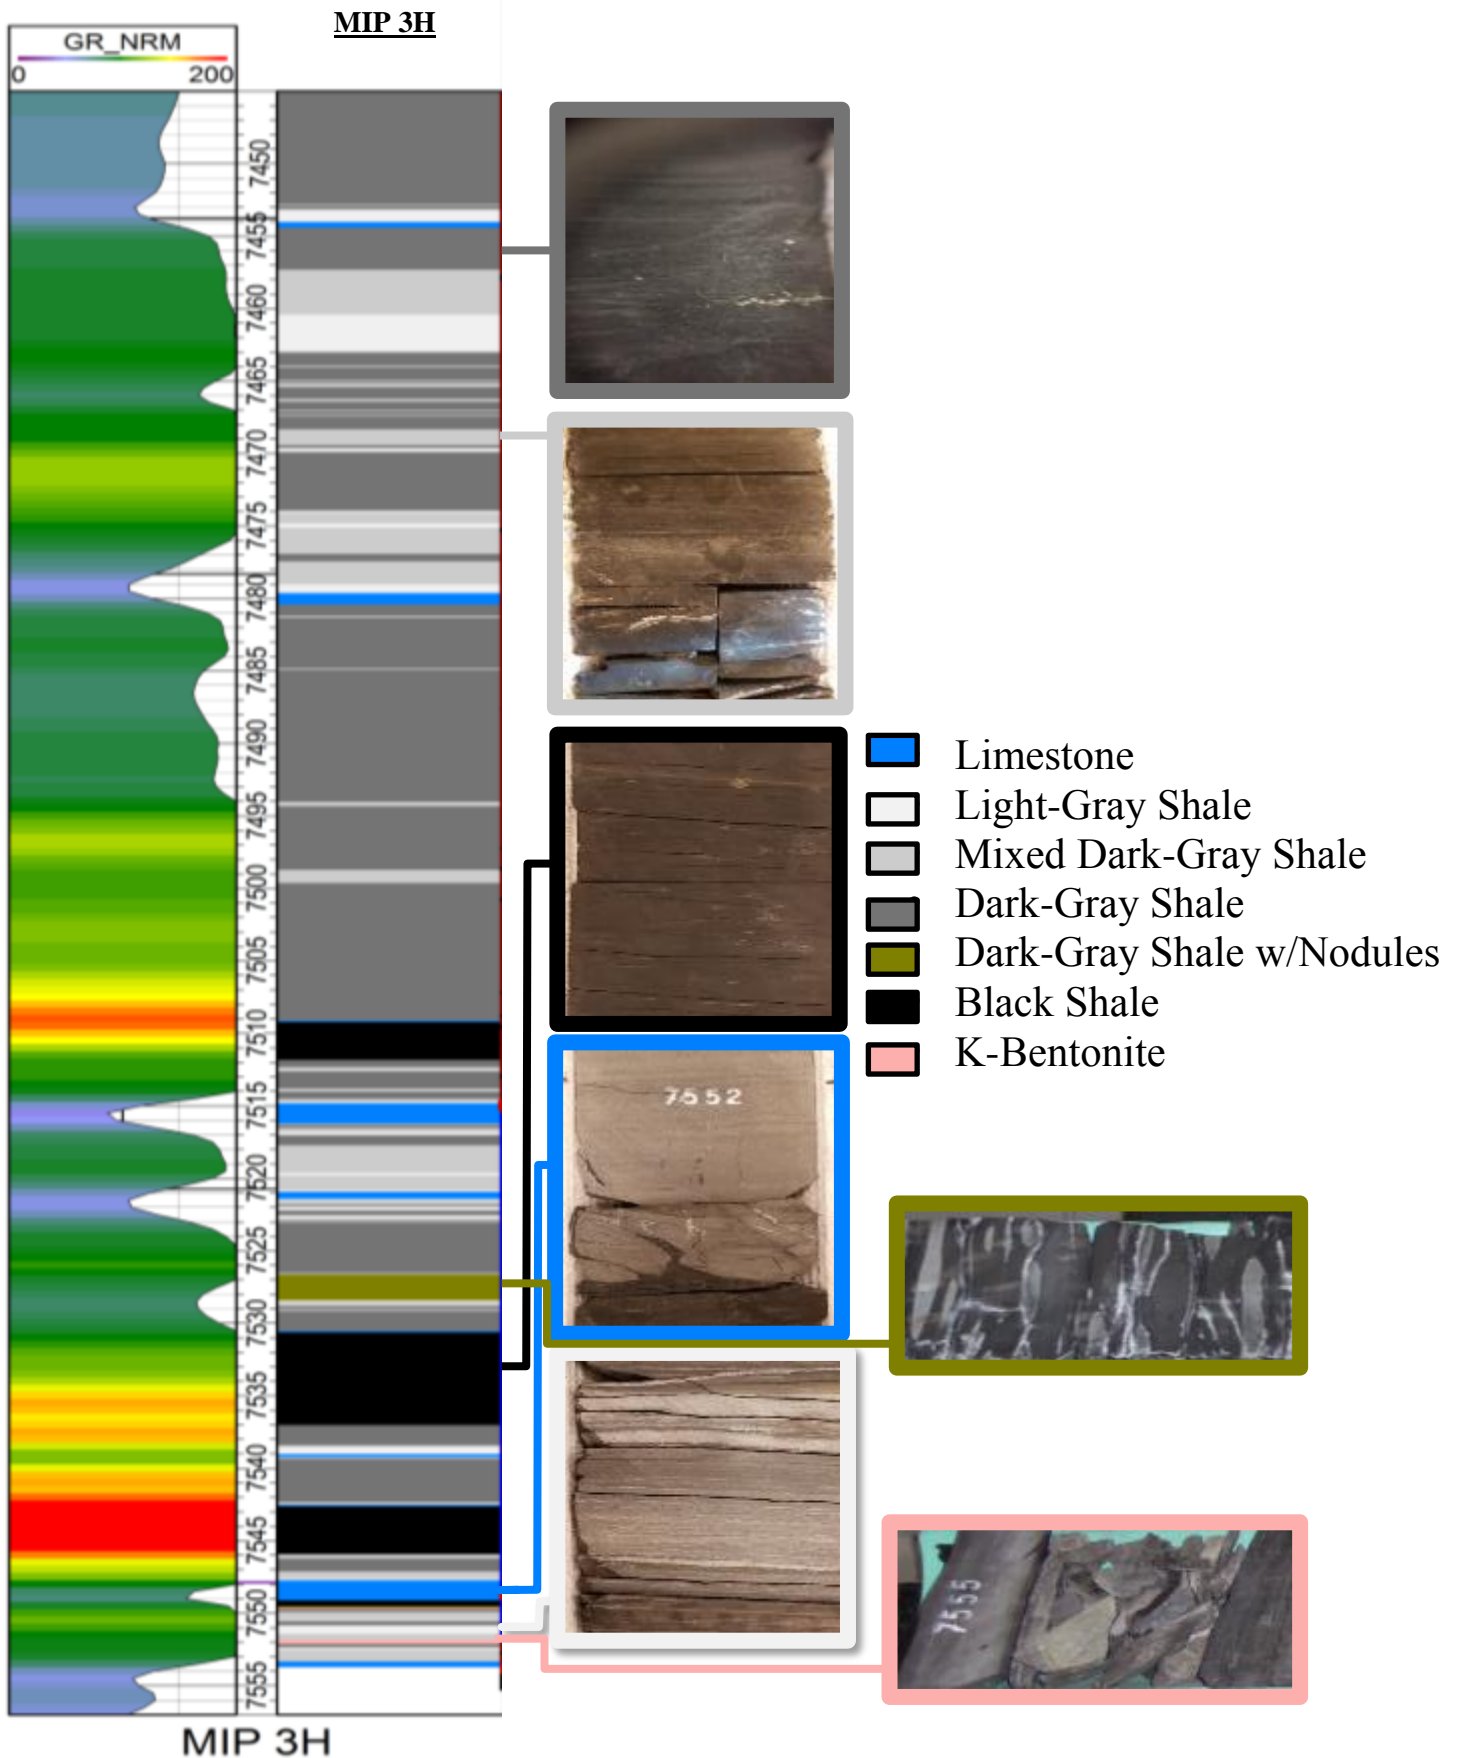 MIP 3H
GR_NRM
0 200
7450
7455
7460
7465
7470
7475
7480
7485
7490
7495
7500
7505
7510
7515
7520
7525
7530
7535
7540
7545
7550
7555
7552
7555
Limestone
Light-Gray Shale
Mixed Dark-Gray Shale
Dark-Gray Shale
Dark-Gray Shale w/Nodules
Black Shale
K-Bentonite
MIP 3H